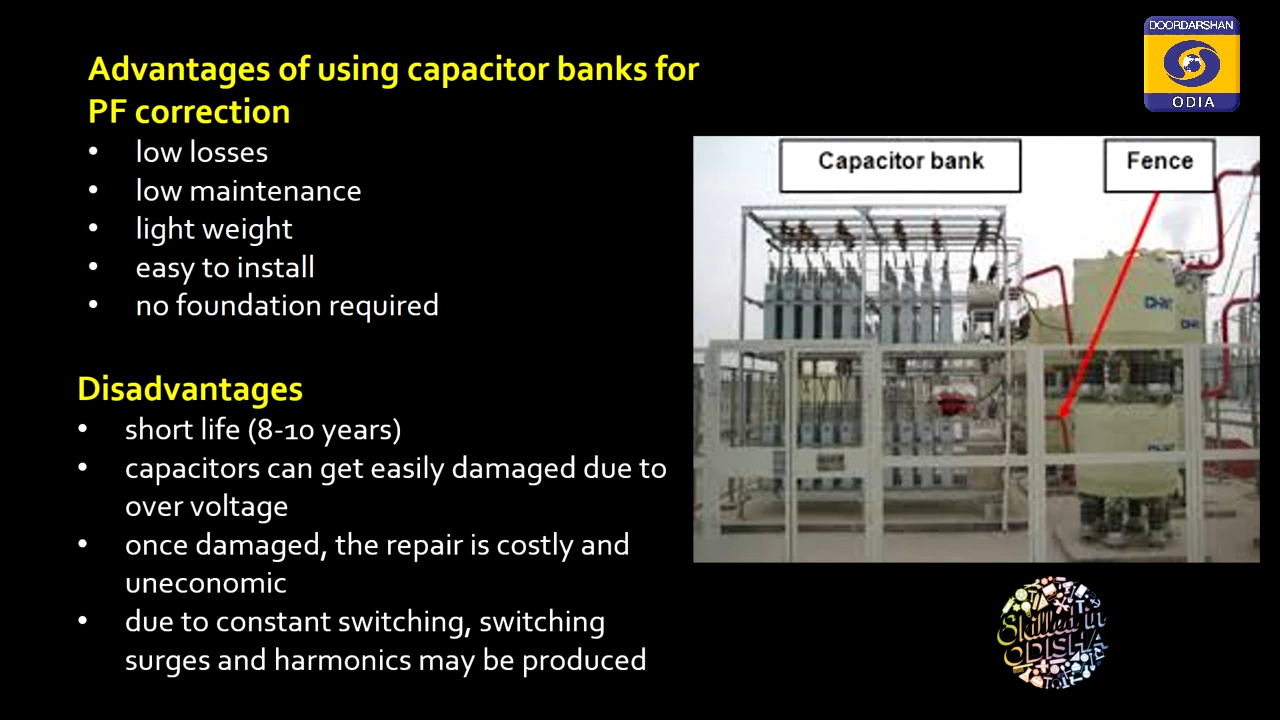 Advantages of using capacitor banks for
PF correction
• low losses
• low maintenance
• light weight
• easy to install
• no foundation required
Disadvantages
• short life (8-10 years)
• capacitors can get easily damaged due to
over voltage
• once damaged, the repair is costly and
uneconomic
• due to constant switching, switching
surges and harmonics may be produced
DOORDARSHAN
ODIA
Capacitor bank
Fence
Skilled in
ODISHA